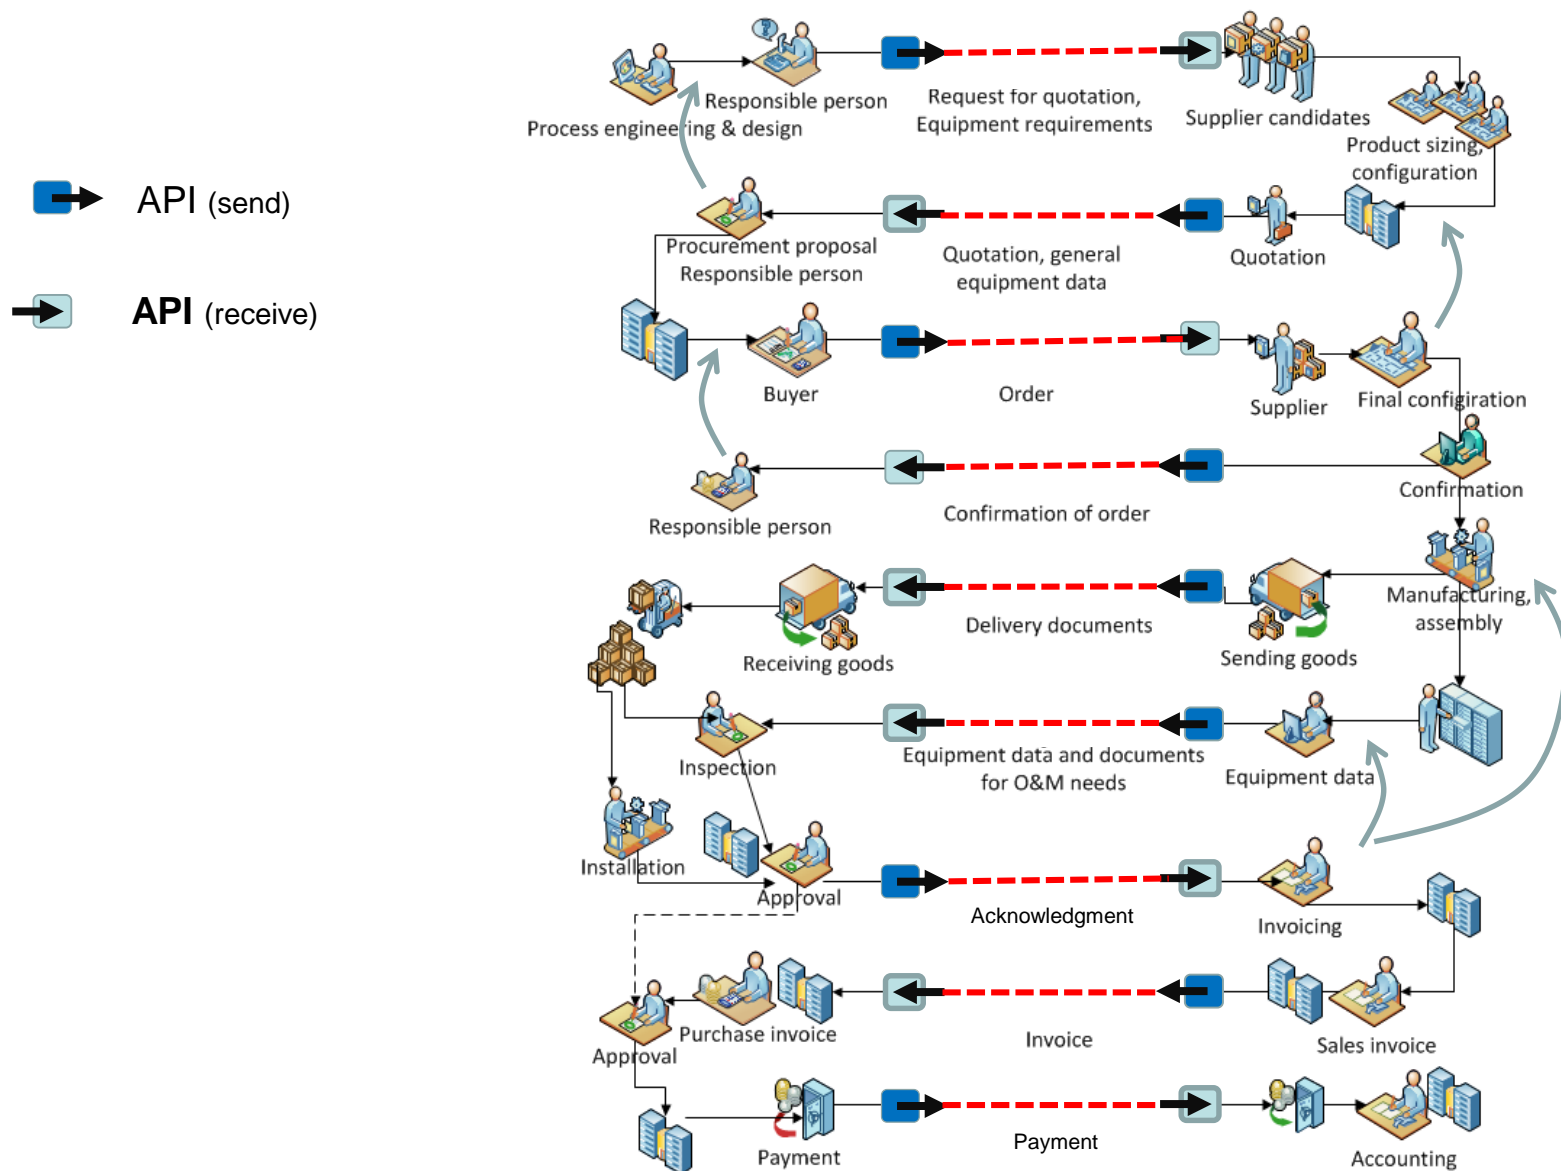 API (send)
API (receive)
Responsible person
Process engineering & design
Request for quotation,
Equipment requirements
Supplier candidates
Product sizing,
configuration
Procurement proposal
Responsible person
Quotation, general
equipment data
Quotation
Buyer
Order
Supplier
Final configiration
Responsible person
Confirmation of order
Confirmation
Receiving goods
Delivery documents
Sending goods
Manufacturing,
assembly
Inspection
Equipment data and documents
for O&M needs
Equipment data
Installation
Approval
Acknowledgment
Invoicing
Approval
Purchase invoice
Invoice
Sales invoice
Payment
Payment
Accounting